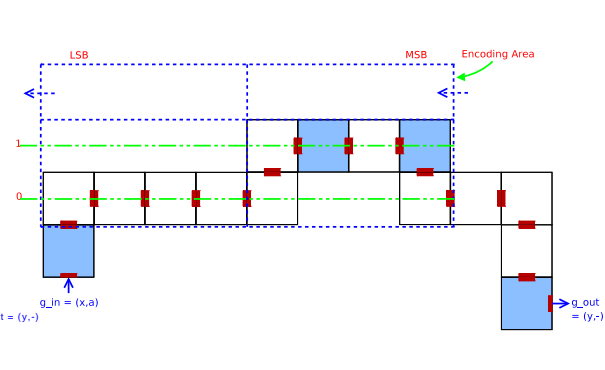 LSB
MSB
Encoding Area
1
0
g_in = (x,a)
t = (y,-)
g_out
= (y,-)